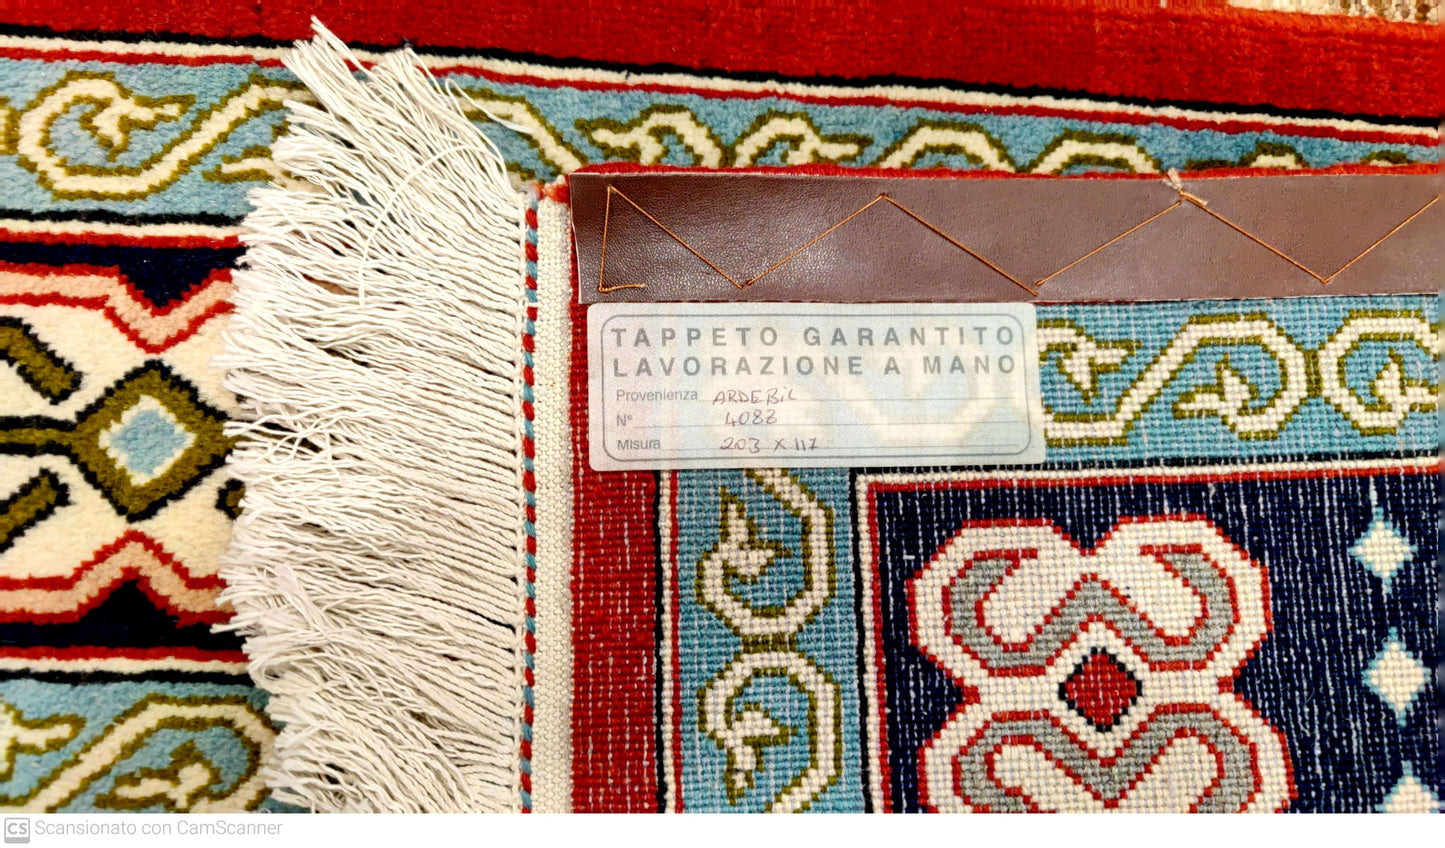 TAPPETO GARANTITO
LAVORAZIONE A MANO
Provenienza ARDEBIL
N° 4088
Misura 203 X 117
CS Scansionato con CamScanner